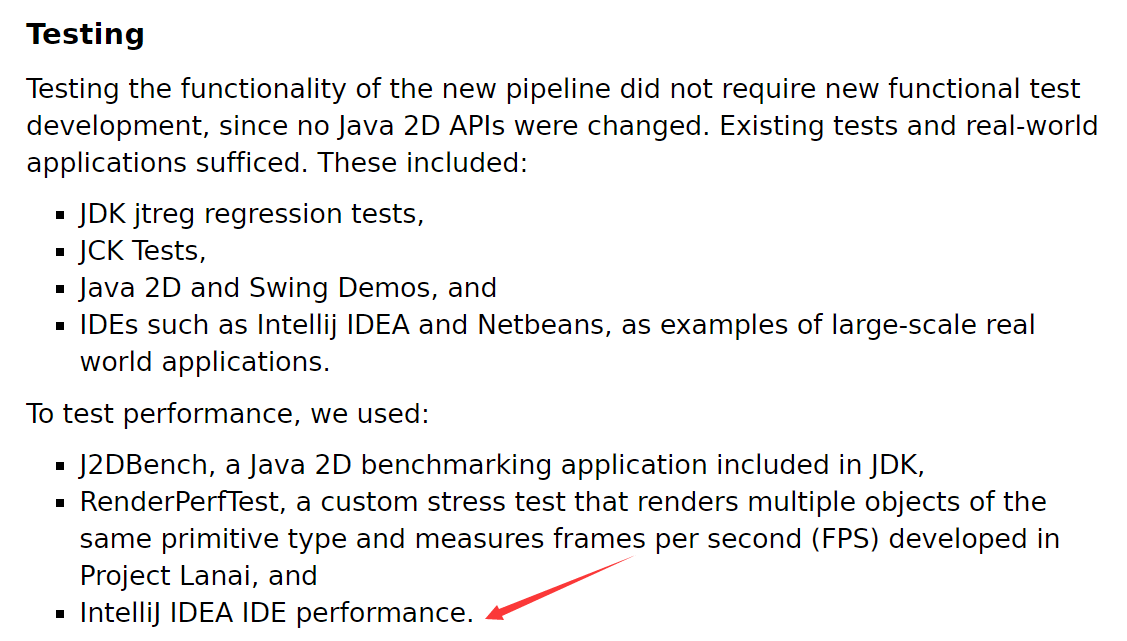 Testing
Testing the functionality of the new pipeline did not require new functional test
development, since no Java 2D APIs were changed. Existing tests and real-world
applications sufficed. These included:
JDK jtreg regression tests,
JCK Tests,
Java 2D and Swing Demos, and
IDEs such as Intellij IDEA and Netbeans, as examples of large-scale real
world applications.
To test performance, we used:
J2DBench, a Java 2D benchmarking application included in JDK,
RenderPerfTest, a custom stress test that renders multiple objects of the
same primitive type and measures frames per second (FPS) developed in
Project Lanai, and
IntelliJ IDEA IDE performance.